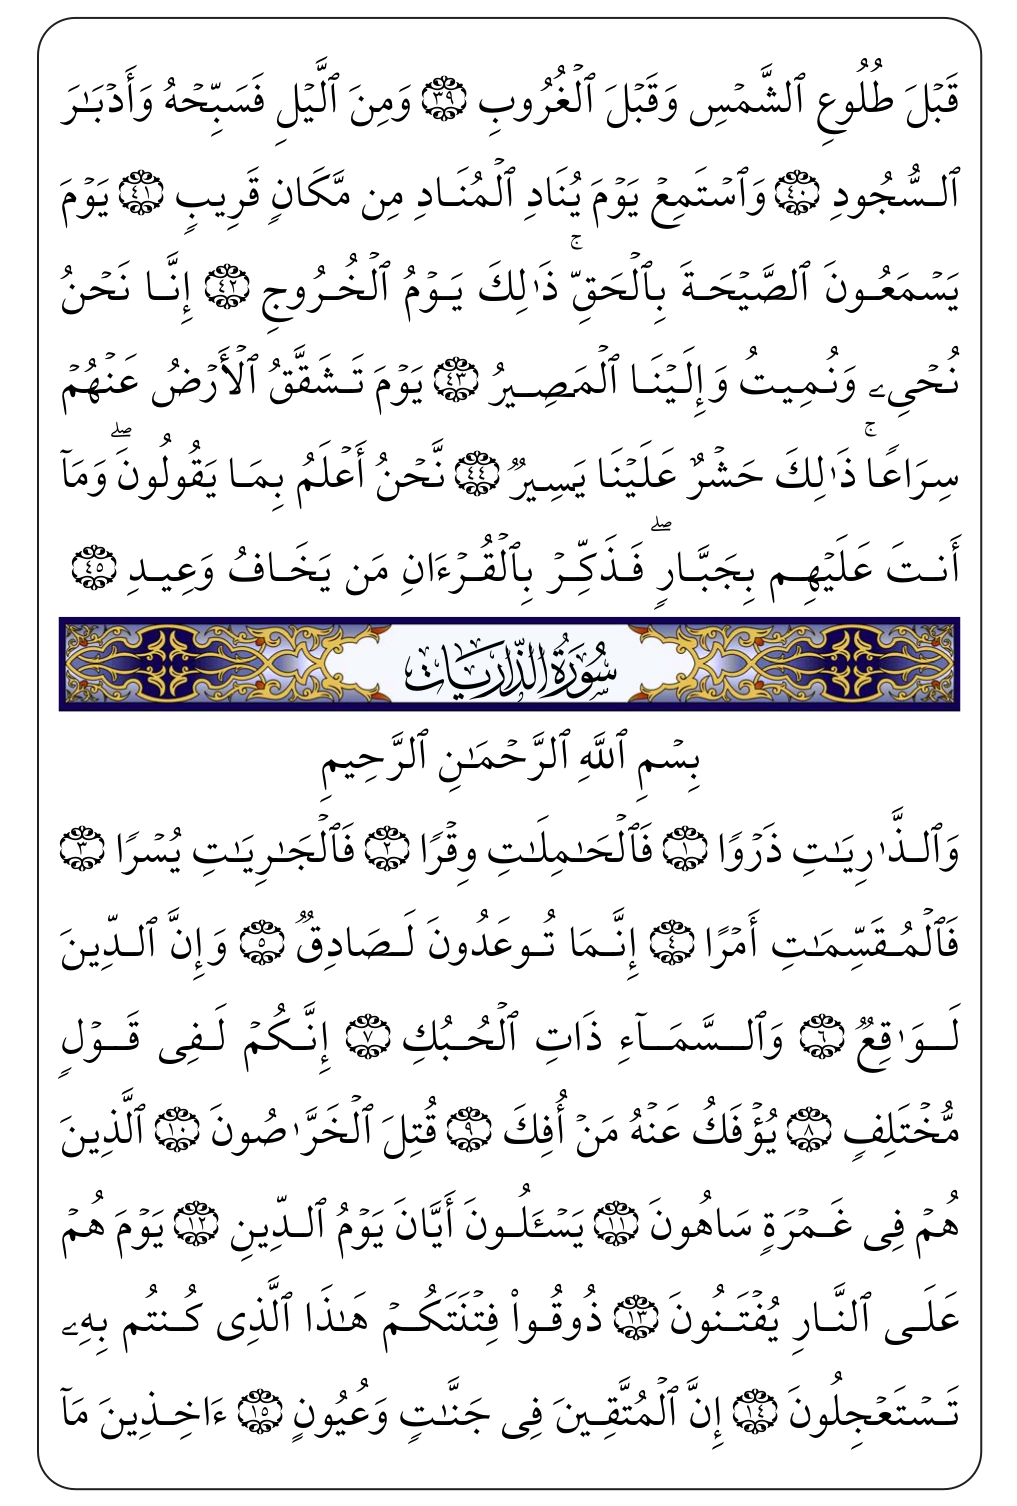 قَبۡلَ طُلُوعِ ٱلشَّمۡسِ وَقَبۡلَ ٱلۡغُرُوبِ ٣٩ وَمِنَ ٱلَّيۡلِ فَسَبِّحۡهُ وَأَدۡبَٰرَ
ٱلسُّجُودِ ٤٠ وَٱسۡتَمِعۡ يَوۡمَ يُنَادِ ٱلۡمُنَادِ مِن مَّكَانٖ قَرِيبٖ ٤١ يَوۡمَ
يَسۡمَعُونَ ٱلصَّيۡحَةَ بِٱلۡحَقِّۚ ذَٰلِكَ يَوۡمُ ٱلۡخُرُوجِ ٤٢ إِنَّا نَحۡنُ
نُحۡيِۦ وَنُمِيتُ وَإِلَيۡنَا ٱلۡمَصِيرُ ٤٣ يَوۡمَ تَشَقَّقُ ٱلۡأَرۡضُ عَنۡهُمۡ
سِرَاعٗاۚ ذَٰلِكَ حَشۡرٌ عَلَيۡنَا يَسِيرٞ ٤٤ نَّحۡنُ أَعۡلَمُ بِمَا يَقُولُونَۖ وَمَآ
أَنتَ عَلَيۡهِم بِجَبَّارٖۖ فَذَكِّرۡ بِٱلۡقُرۡءَانِ مَن يَخَافُ وَعِيدِ ٤٥
سُورَةُ الذَّارِيَاتِ
بِسۡمِ ٱللَّهِ ٱلرَّحۡمَٰنِ ٱلرَّحِيمِ
وَٱلذَّٰرِيَٰتِ ذَرۡوٗا ١ فَٱلۡحَٰمِلَٰتِ وِقۡرٗا ٢ فَٱلۡجَٰرِيَٰتِ يُسۡرٗا ٣
فَٱلۡمُقَسِّمَٰتِ أَمۡرًا ٤ إِنَّمَا تُوعَدُونَ لَصَادِقٞ ٥ وَإِنَّ ٱلدِّينَ
لَوَٰقِعٞ ٦ وَٱلسَّمَآءِ ذَاتِ ٱلۡحُبُكِ ٧ إِنَّكُمۡ لَفِي قَوۡلٖ
مُّخۡتَلِفٖ ٨ يُؤۡفَكُ عَنۡهُ مَنۡ أُفِكَ ٩ قُتِلَ ٱلۡخَرَّٰصُونَ ١٠ ٱلَّذِينَ
هُمۡ فِي غَمۡرَةٖ سَاهُونَ ١١ يَسۡـَٔلُونَ أَيَّانَ يَوۡمُ ٱلدِّينِ ١٢ يَوۡمَ هُمۡ
عَلَى ٱلنَّارِ يُفۡتَنُونَ ١٣ ذُوقُواْ فِتۡنَتَكُمۡ هَٰذَا ٱلَّذِي كُنتُم بِهِۦ
تَسۡتَعۡجِلُونَ ١٤ إِنَّ ٱلۡمُتَّقِينَ فِي جَنَّٰتٖ وَعُيُونٍ ١٥ ءَاخِذِينَ مَآ